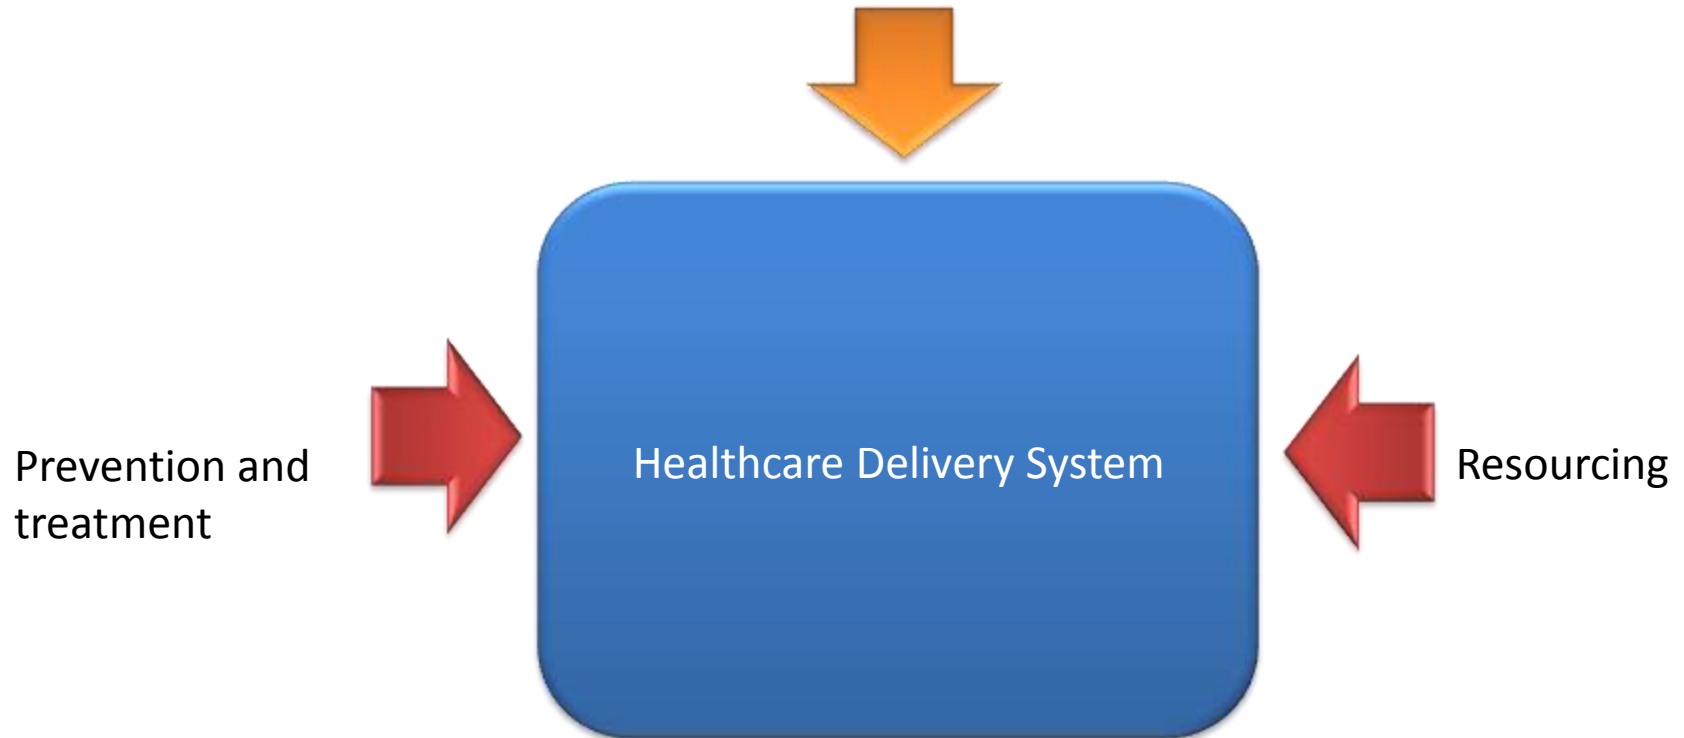 Prevention and
treatment
Healthcare Delivery System
Resourcing